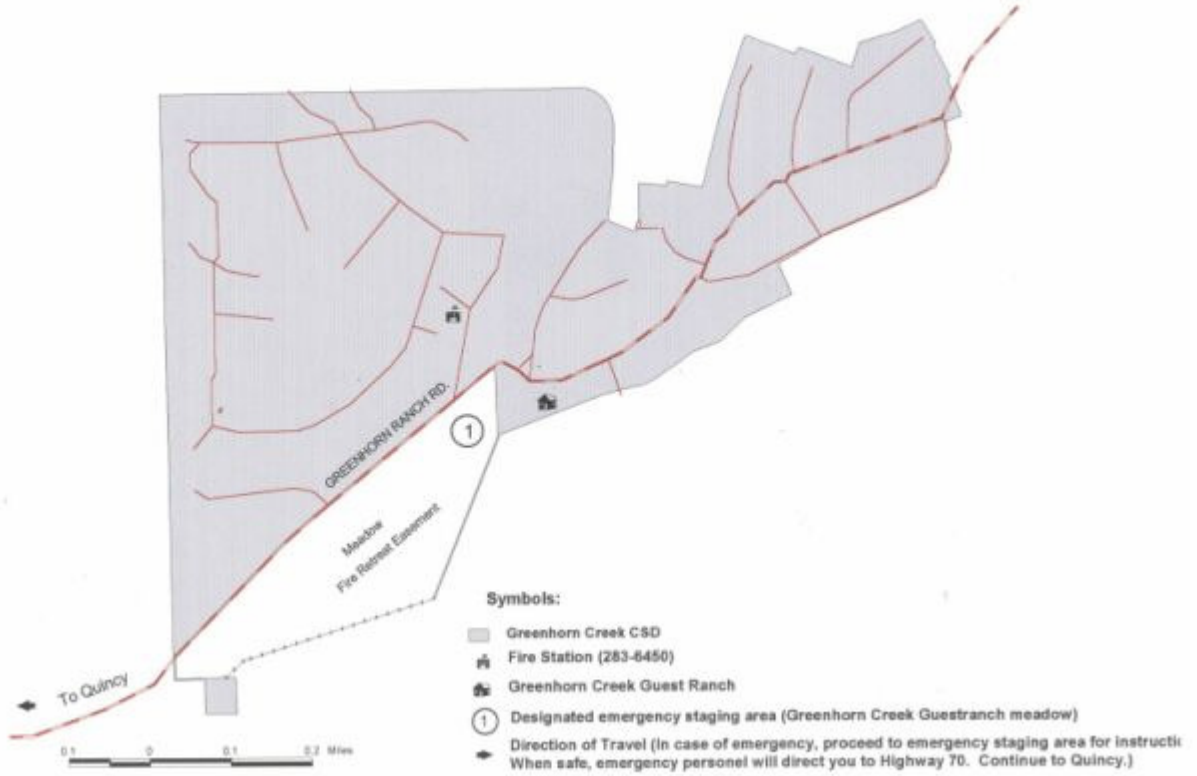 GREENHORN RANCH RD.
1
Meadow
Fire Retreat Easement
To Quincy
0.1 0 0.1 0.2 Miles
Symbols:
Greenhorn Creek CSD
Fire Station (283-6450)
Greenhorn Creek Guest Ranch
1 Designated emergency staging area (Greenhorn Creek Guestranch meadow)
Direction of Travel (In case of emergency, proceed to emergency staging area for instructi
When safe, emergency personel will direct you to Highway 70. Continue to Quincy.)